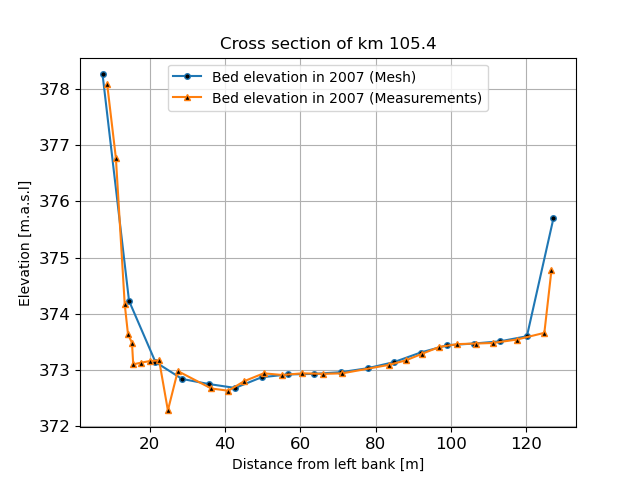 Cross section of km 105.4
Bed elevation in 2007 (Mesh)
Bed elevation in 2007 (Measurements)
Elevation [m.a.s.l]
378
377
376
375
374
373
372
20 40 60 80 100 120
Distance from left bank [m]